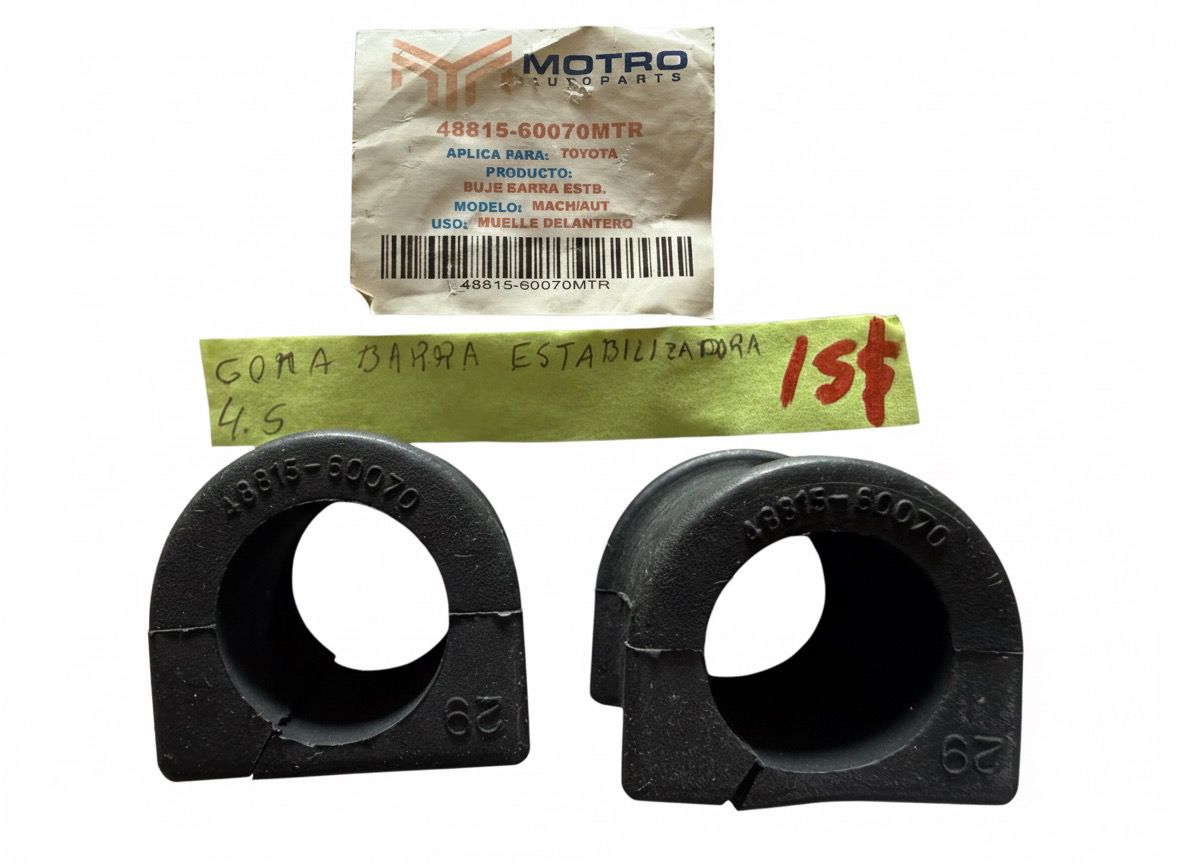 MOTRO
AUTOPARTS
48815-60070MTR
APLICA PARA: TOYOTA
PRODUCTO:
BUJE BARRA ESTB.
MODELO: MACH/AUT
USO: MUELLE DELANTERO
48815-60070MTR
GOMA BARRA ESTABILIZADORA
4.5
15$
48815-60070
29
48815-60070
29